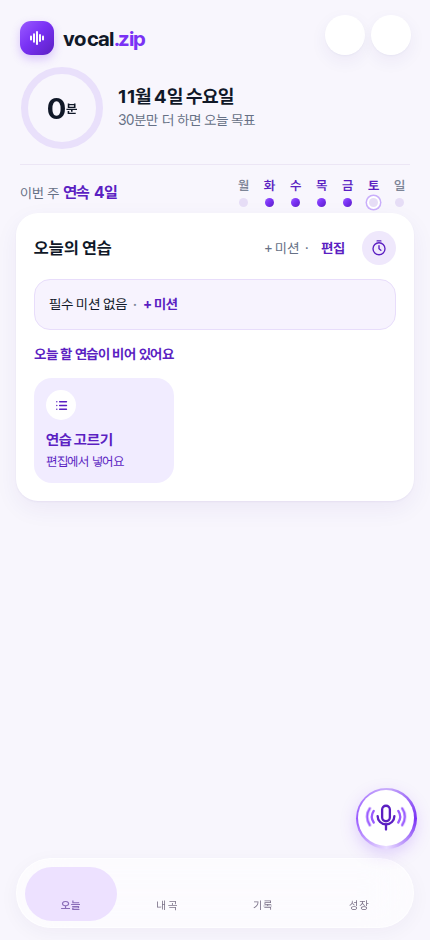 vocal.zip
0분
11월 4일 수요일
30분만 더 하면 오늘 목표
이번 주 연속 4일
월 화 수 목 금 토 일
오늘의 연습
+ 미션 · 편집
필수 미션 없음 · + 미션
오늘 할 연습이 비어 있어요
연습 고르기
편집에서 넣어요
오늘 내 곡 기록 성장